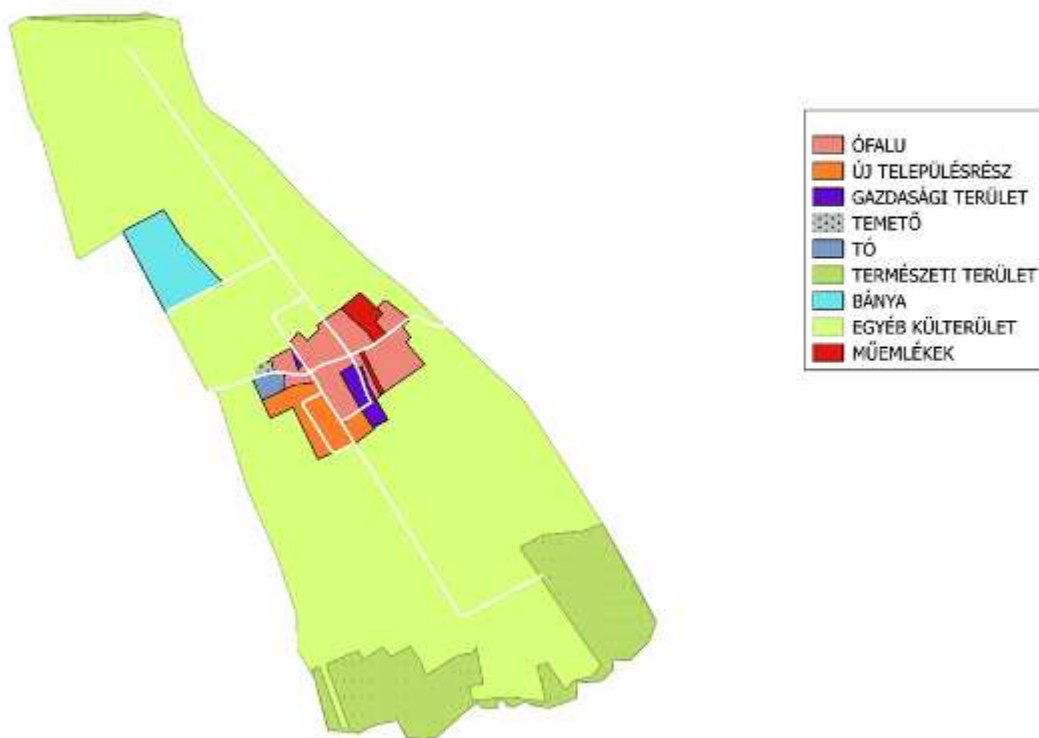 ÓFALU
ÚJ TELEPÜLÉSRÉSZ
GAZDASÁGI TERÜLET
TEMETŐ
TÓ
TERMÉSZETI TERÜLET
BÁNYA
EGYÉB KÜLTERÜLET
MŰEMLÉKEK